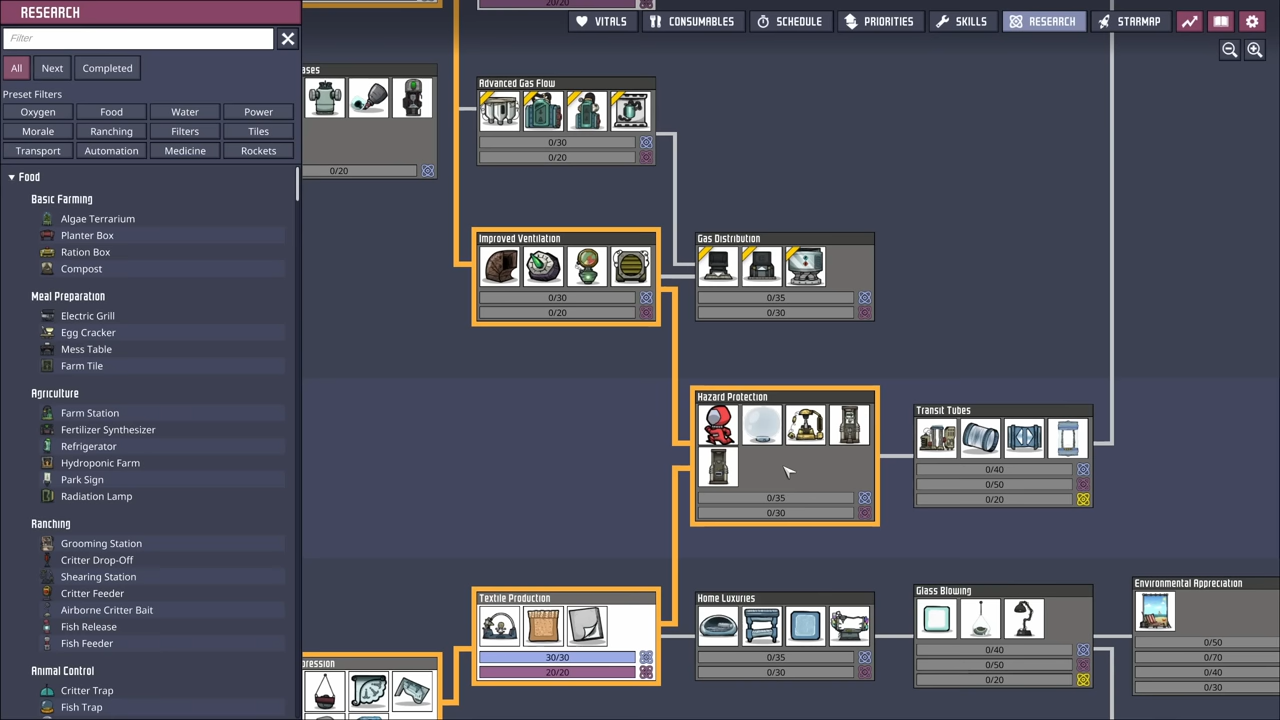 RESEARCH
VITALS
CONSUMABLES
SCHEDULE
PRIORITIES
SKILLS
RESEARCH
STARMAP
Filter
All
Next
Completed
Preset Filters
Oxygen
Food
Water
Power
Morale
Ranching
Filters
Tiles
Transport
Automation
Medicine
Rockets
Food
Basic Farming
Algae Terrarium
Planter Box
Ration Box
Compost
Meal Preparation
Electric Grill
Egg Cracker
Mess Table
Farm Tile
Agriculture
Farm Station
Fertilizer Synthesizer
Refrigerator
Hydroponic Farm
Park Sign
Radiation Lamp
Ranching
Grooming Station
Critter Drop-Off
Shearing Station
Critter Feeder
Airborne Critter Bait
Fish Release
Fish Feeder
Animal Control
Critter Trap
Fish Trap
20/20
ases
0/20
Advanced Gas Flow
0/30
0/20
Improved Ventilation
0/30
0/20
Gas Distribution
0/35
0/30
Hazard Protection
0/35
0/30
Transit Tubes
0/40
0/50
0/20
Textile Production
30/30
20/20
Home Luxuries
0/35
0/30
Glass Blowing
0/40
0/50
0/20
Environmental Appreciation
0/50
0/70
0/40
0/30
pression